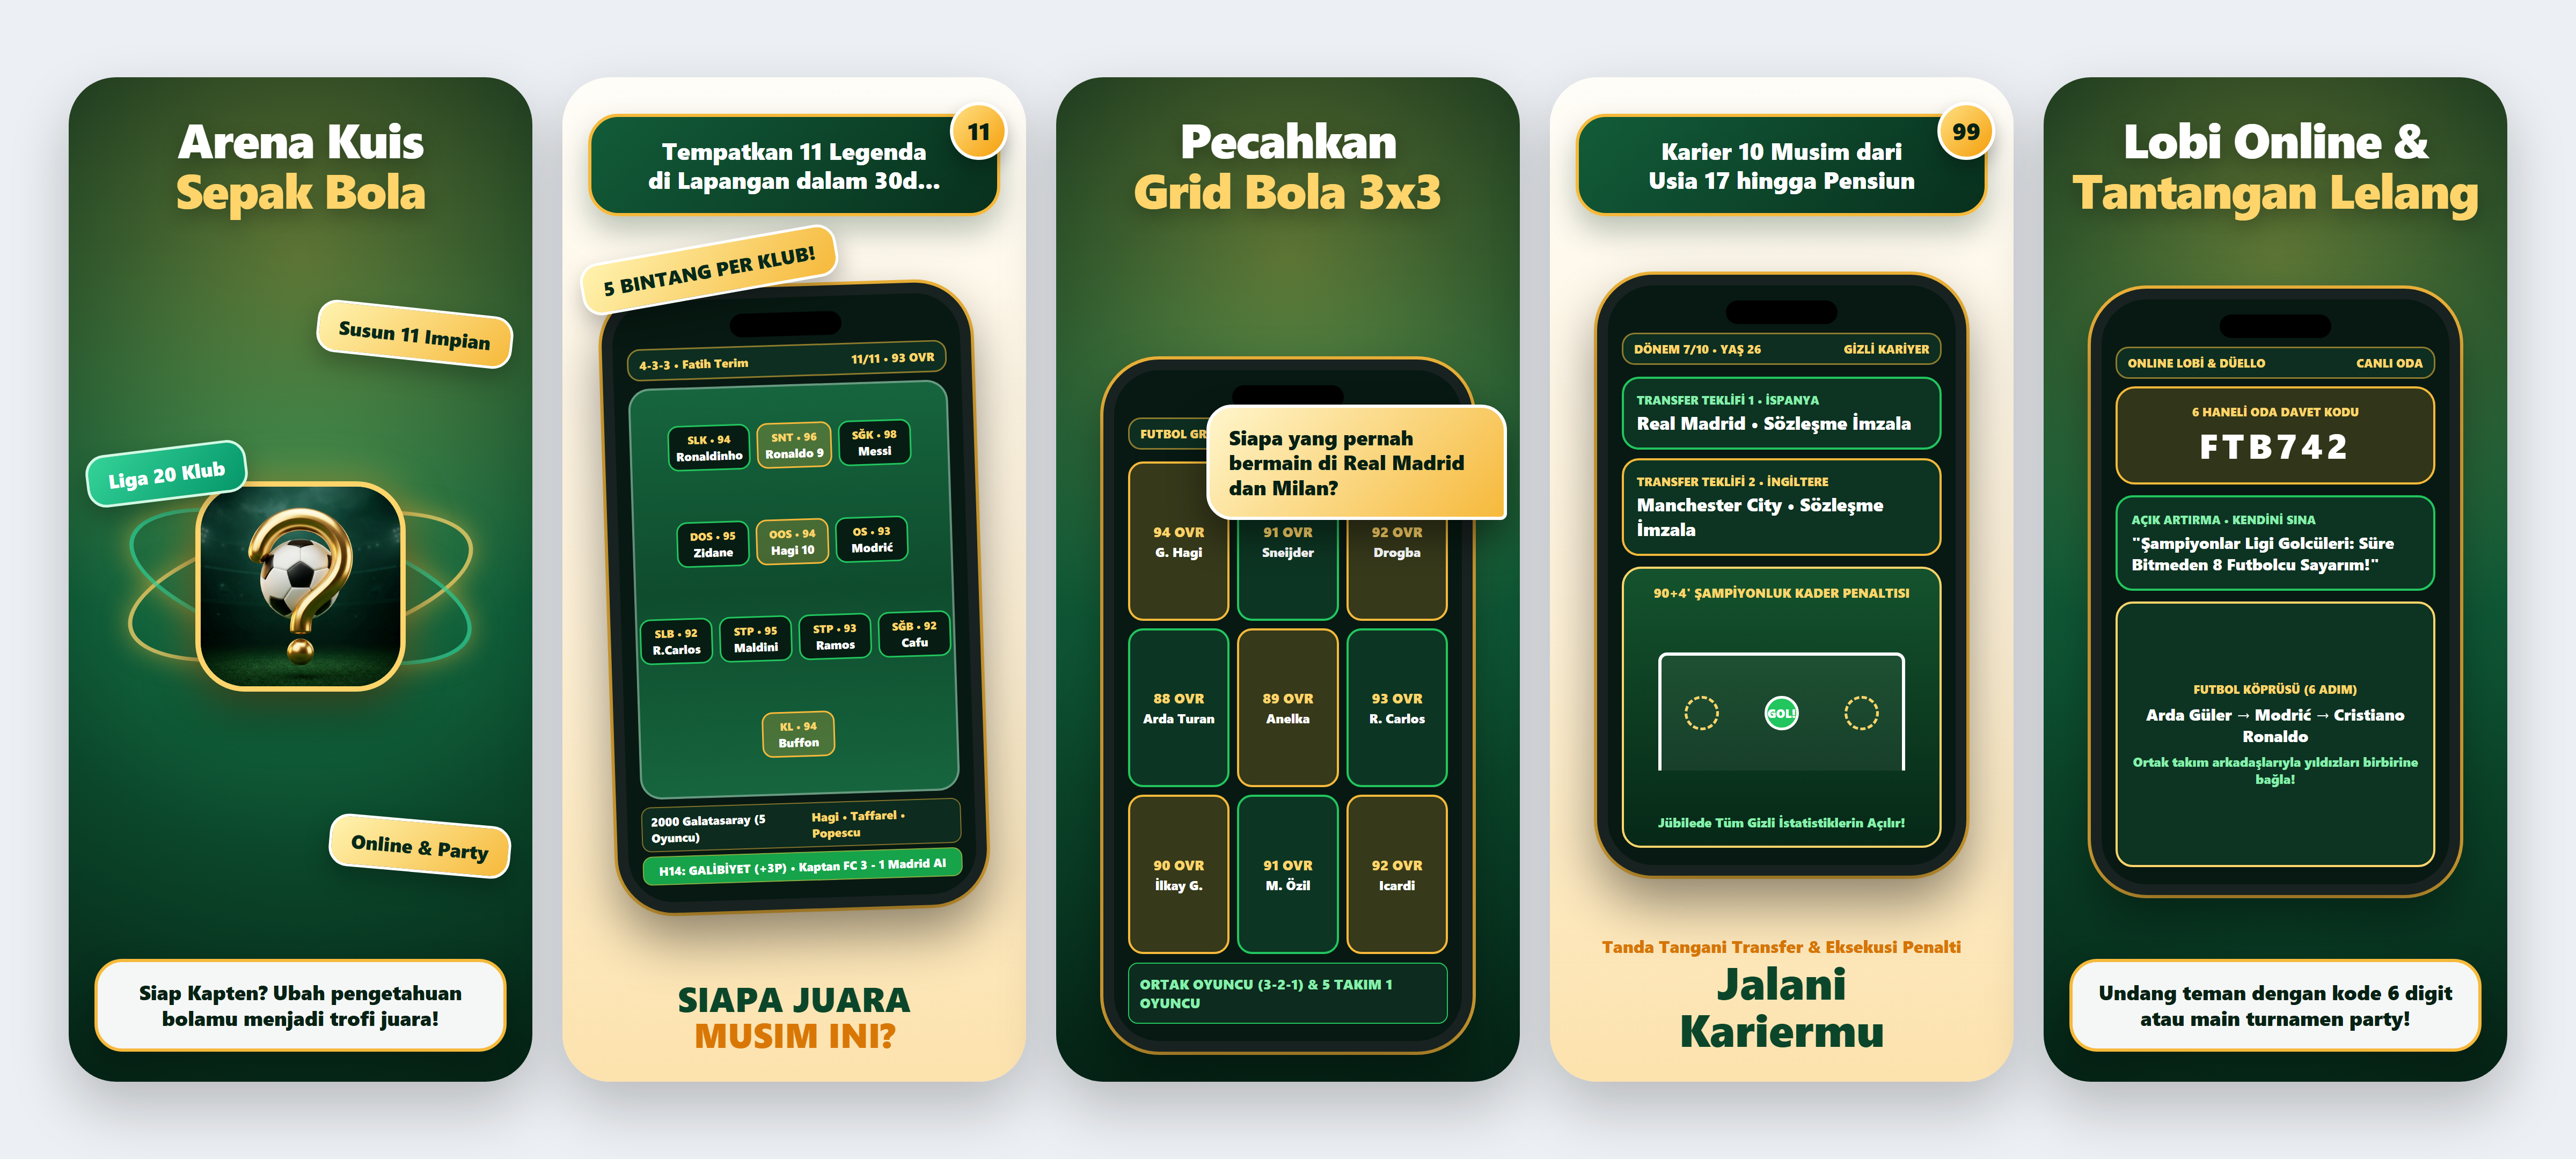 Arena Kuis
Sepak Bola
Susun 11 Impian
Liga 20 Klub
Online & Party
Siap Kapten? Ubah pengetahuan
bolamu menjadi trofi juara!
11
Tempatkan 11 Legenda
di Lapangan dalam 30d...
5 BINTANG PER KLUB!
4-3-3 • Fatih Terim
11/11 • 93 OVR
SLK • 94
Ronaldinho
SNT • 96
Ronaldo 9
SĞK • 98
Messi
DOS • 95
Zidane
OOS • 94
Hagi 10
OS • 93
Modrić
SLB • 92
R.Carlos
STP • 95
Maldini
STP • 93
Ramos
SĞB • 92
Cafu
KL • 94
Buffon
2000 Galatasaray (5
Oyuncu)
Hagi • Taffarel •
Popescu
H14: GALİBİYET (+3P) • Kaptan FC 3 - 1 Madrid AI
SIAPA JUARA
MUSIM INI?
Pecahkan
Grid Bola 3x3
FUTBOL GR
Siapa yang pernah
bermain di Real Madrid
dan Milan?
94 OVR
G. Hagi
91 OVR
Sneijder
92 OVR
Drogba
88 OVR
Arda Turan
89 OVR
Anelka
93 OVR
R. Carlos
90 OVR
İlkay G.
91 OVR
M. Özil
92 OVR
Icardi
ORTAK OYUNCU (3-2-1) & 5 TAKIM 1
OYUNCU
99
Karier 10 Musim dari
Usia 17 hingga Pensiun
DÖNEM 7/10 • YAŞ 26
GİZLİ KARİYER
TRANSFER TEKLİFİ 1 • İSPANYA
Real Madrid • Sözleşme İmzala
TRANSFER TEKLİFİ 2 • İNGİLTERE
Manchester City • Sözleşme
İmzala
90+4' ŞAMPİYONLUK KADER PENALTISI
GOL!
Jübilede Tüm Gizli İstatistiklerin Açılır!
Tanda Tangani Transfer & Eksekusi Penalti
Jalani
Kariermu
Lobi Online &
Tantangan Lelang
ONLINE LOBİ & DÜELLO
CANLI ODA
6 HANELİ ODA DAVET KODU
FTB742
AÇIK ARTIRMA • KENDİNİ SINA
"Şampiyonlar Ligi Golcüleri: Süre
Bitmeden 8 Futbolcu Sayarım!"
FUTBOL KÖPRÜSÜ (6 ADIM)
Arda Güler → Modrić → Cristiano
Ronaldo
Ortak takım arkadaşlarıyla yıldızları birbirine
bağla!
Undang teman dengan kode 6 digit
atau main turnamen party!